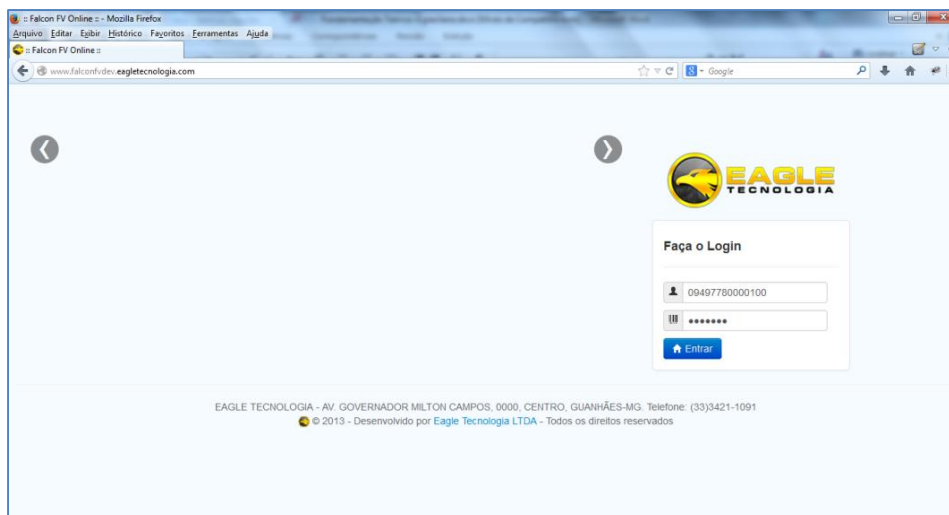 :: Falcon FV Online :: - Mozilla Firefox
Arquivo Editar Exibir Histórico Favoritos Ferramentas Ajuda
:: Falcon FV Online ::
www.falconfvdev.eagletecnologia.com
Google
EAGLE
TECNOLOGIA
Faça o Login
09497780000100
Entrar
EAGLE TECNOLOGIA - AV. GOVERNADOR MILTON CAMPOS, 0000, CENTRO, GUANHÃES-MG. Telefone: (33)3421-1091
© 2013 - Desenvolvido por Eagle Tecnologia LTDA - Todos os direitos reservados